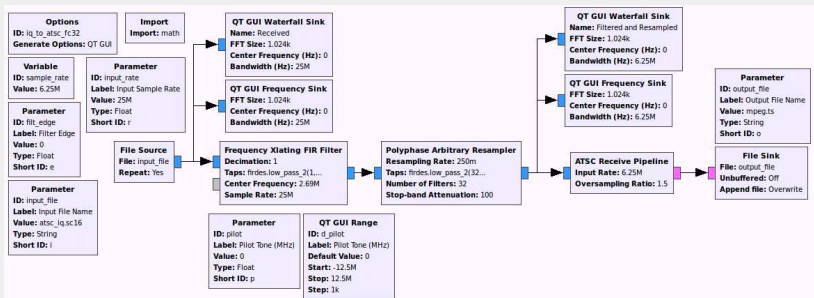 Options
ID: iq_to_atsc_fc32
Generate Options: QT GUI
Import
Import: math
Variable
ID: sample_rate
Value: 6.25M
Parameter
ID: input_rate
Label: Input Sample Rate
Value: 25M
Type: Float
Short ID: r
Parameter
ID: filt_edge
Label: Filter Edge
Value: 0
Type: Float
Short ID: e
Parameter
ID: input_file
Label: Input File Name
Value: atsc_iq.sc16
Type: String
Short ID: i
File Source
File: input_file
Repeat: Yes
QT GUI Waterfall Sink
Name: Received
FFT Size: 1.024k
Center Frequency (Hz): 0
Bandwidth (Hz): 25M
QT GUI Frequency Sink
FFT Size: 1.024k
Center Frequency (Hz): 0
Bandwidth (Hz): 25M
Frequency Xlating FIR Filter
Decimation: 1
Taps: firdes.low_pass_2(1,...
Center Frequency: 2.69M
Sample Rate: 25M
Parameter
ID: pilot
Label: Pilot Tone (MHz)
Value: 0
Type: Float
Short ID: p
QT GUI Range
ID: d_pilot
Label: Pilot Tone (MHz)
Default Value: 0
Start: -12.5M
Stop: 12.5M
Step: 1k
Polyphase Arbitrary Resampler
Resampling Rate: 250m
Taps: firdes.low_pass_2(32...
Number of Filters: 32
Stop-band Attenuation: 100
QT GUI Waterfall Sink
Name: Filtered and Resampled
FFT Size: 1.024k
Center Frequency (Hz): 0
Bandwidth (Hz): 6.25M
QT GUI Frequency Sink
FFT Size: 1.024k
Center Frequency (Hz): 0
Bandwidth (Hz): 6.25M
ATSC Receive Pipeline
Input Rate: 6.25M
Oversampling Ratio: 1.5
Parameter
ID: output_file
Label: Output File Name
Value: mpeg.ts
Type: String
Short ID: o
File Sink
File: output_file
Unbuffered: Off
Append file: Overwrite